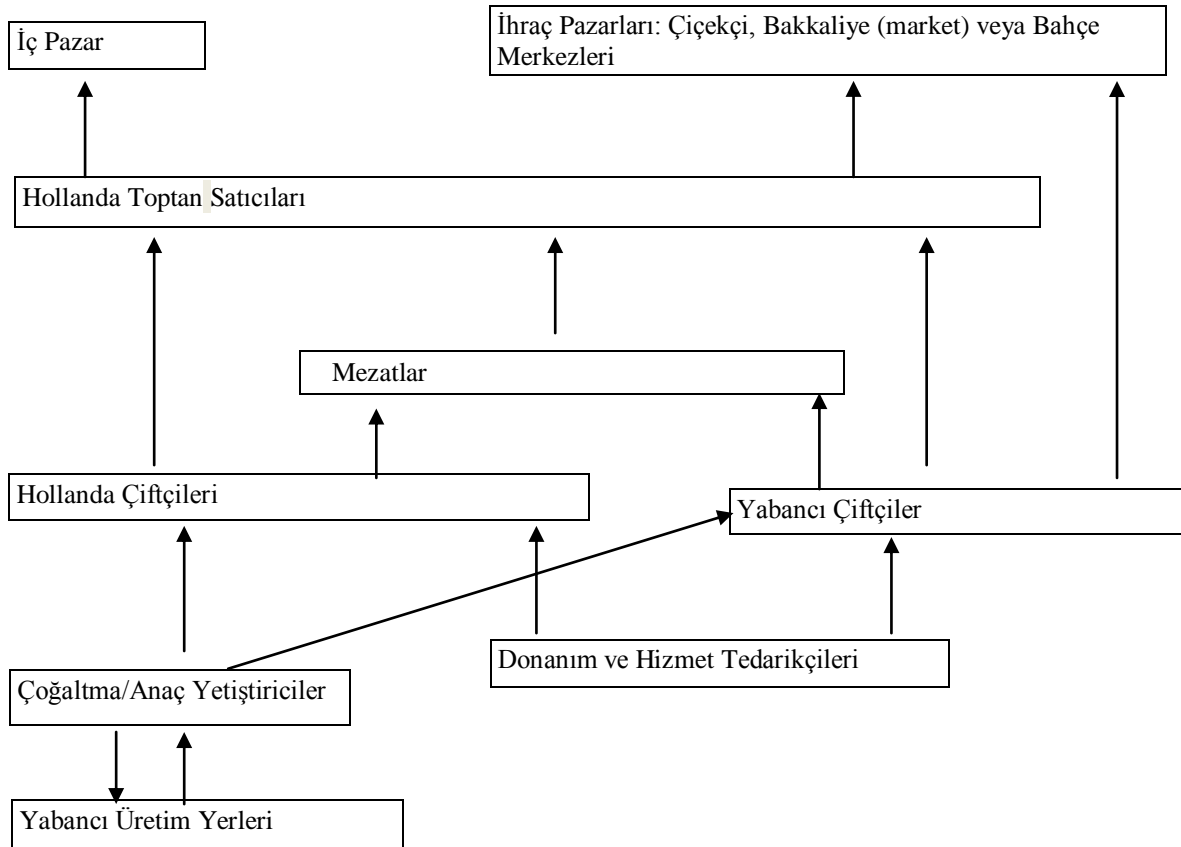 İç Pazar
İhraç Pazarları: Çiçekçi, Bakkaliye (market) veya Bahçe
Merkezleri
Hollanda Toptan Satıcıları
Mezatlar
Hollanda Çiftçileri
Yabancı Çiftçiler
Donanım ve Hizmet Tedarikçileri
Çoğaltma/Anaç Yetiştiriciler
Yabancı Üretim Yerleri